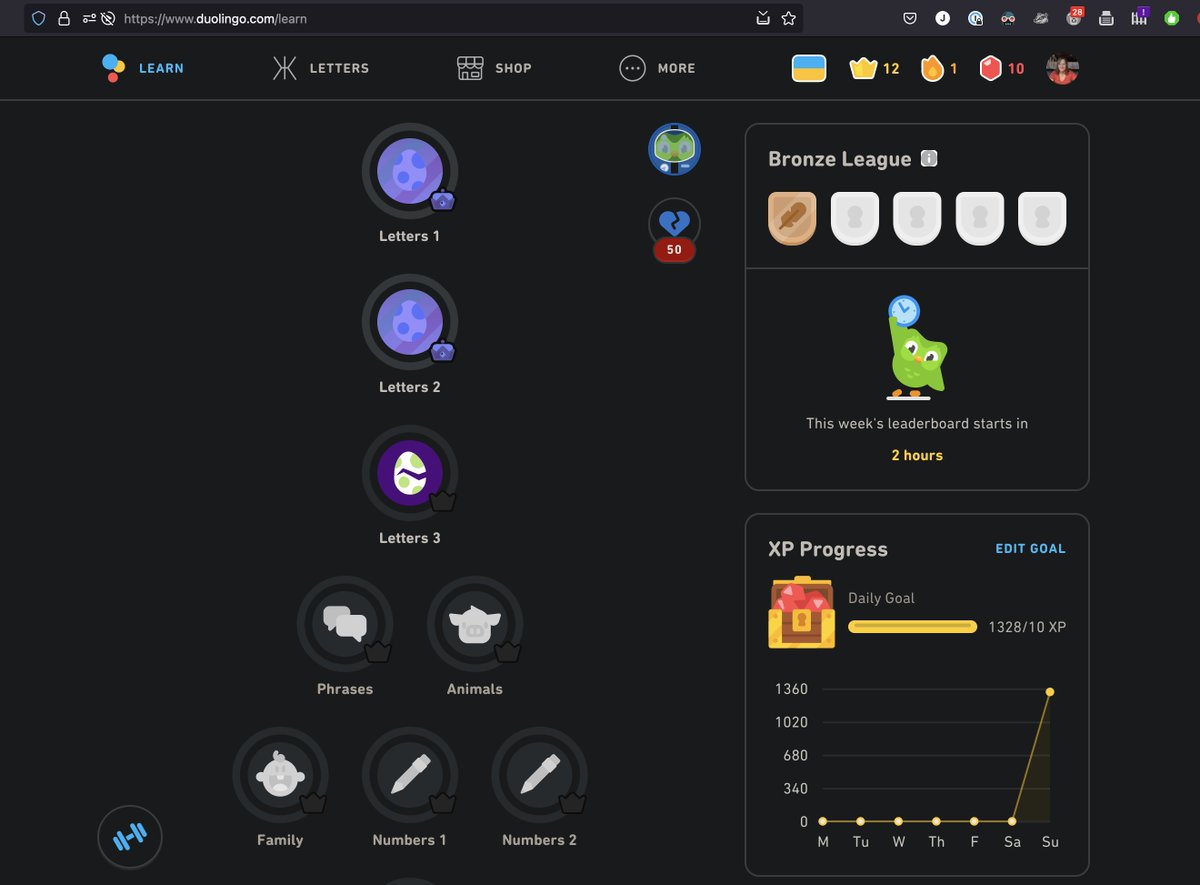 https://www.duolingo.com/learn
J
28
!
LEARN
Ж
LETTERS
SHOP
MORE
12
1
10
Letters 1
50
Letters 2
Letters 3
Phrases
Animals
Family
Numbers 1
Numbers 2
Bronze League
i
This week's leaderboard starts in
2 hours
XP Progress
EDIT GOAL
Daily Goal
1328/10 XP
1360
1020
680
340
0
M Tu W Th F Sa Su